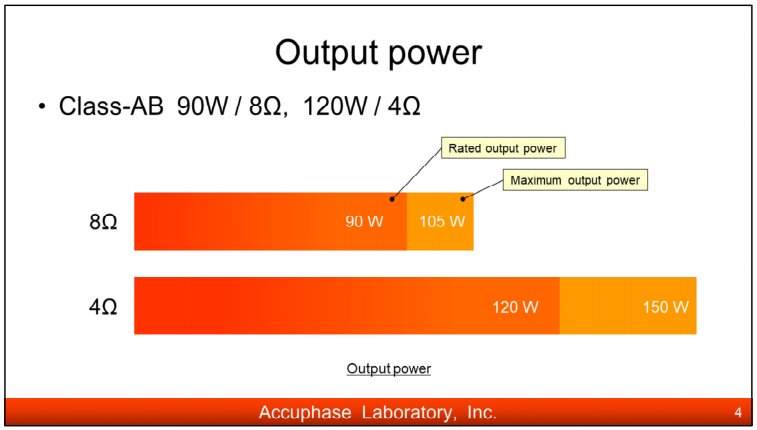 Output power
• Class-AB 90W / 8Ω, 120W / 4Ω
Rated output power
Maximum output power
8Ω 90 W 105 W
4Ω 120 W 150 W
Output power
Accuphase Laboratory, Inc. 4